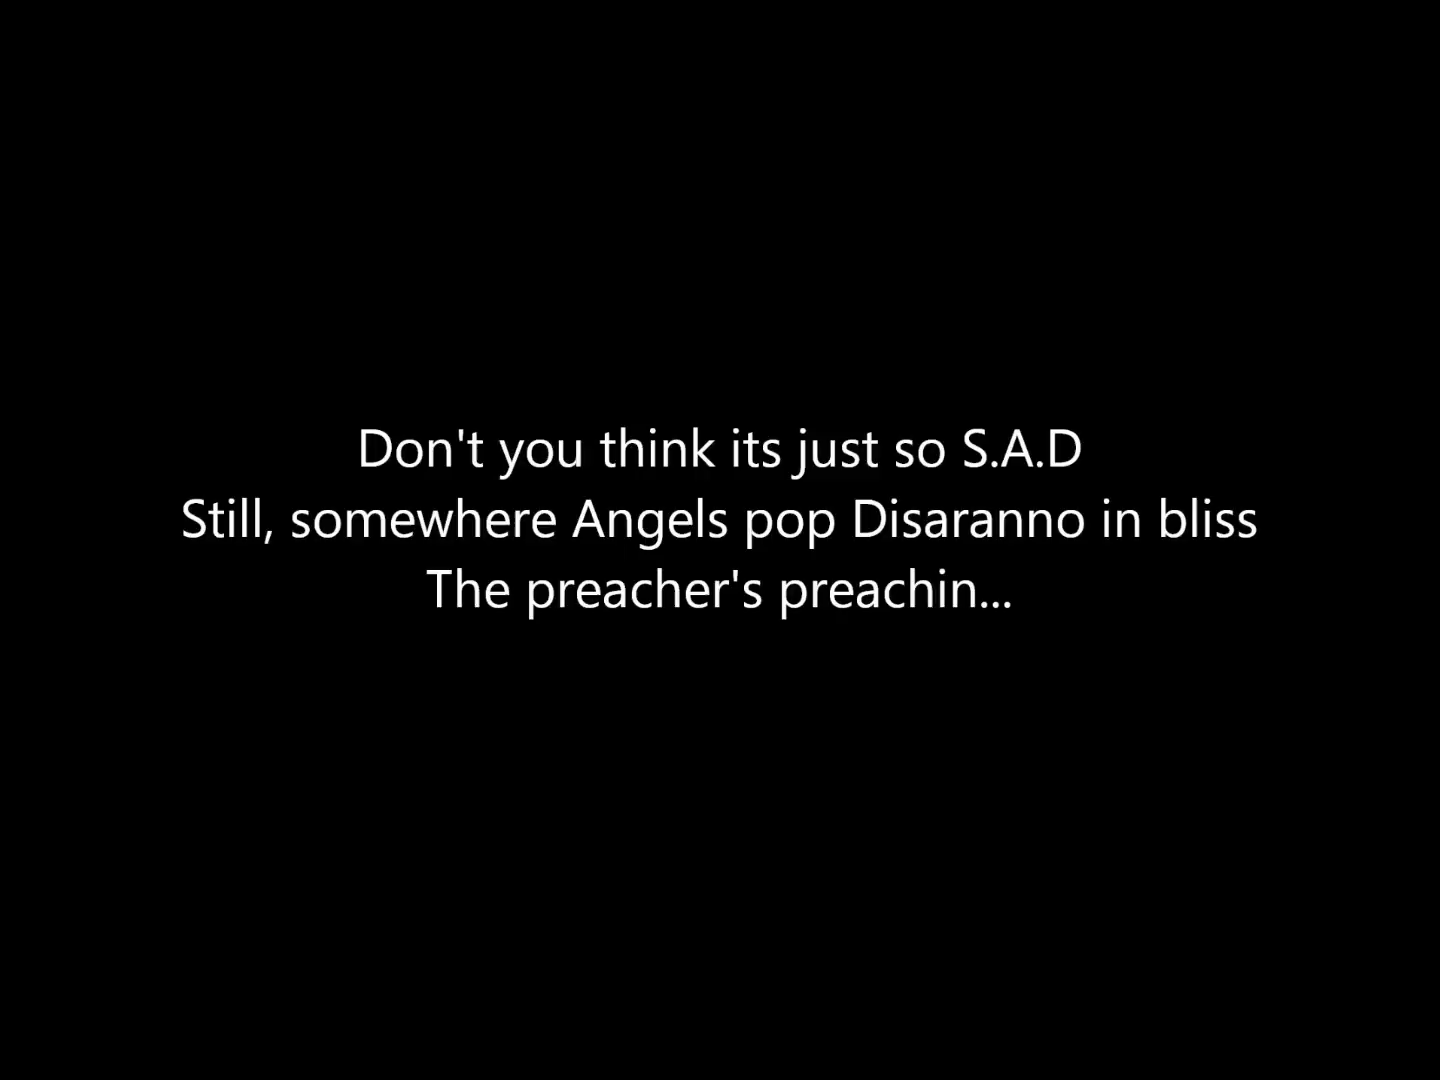 Don't you think its just so S.A.D
Still, somewhere Angels pop Disaranno in bliss
The preacher's preachin...